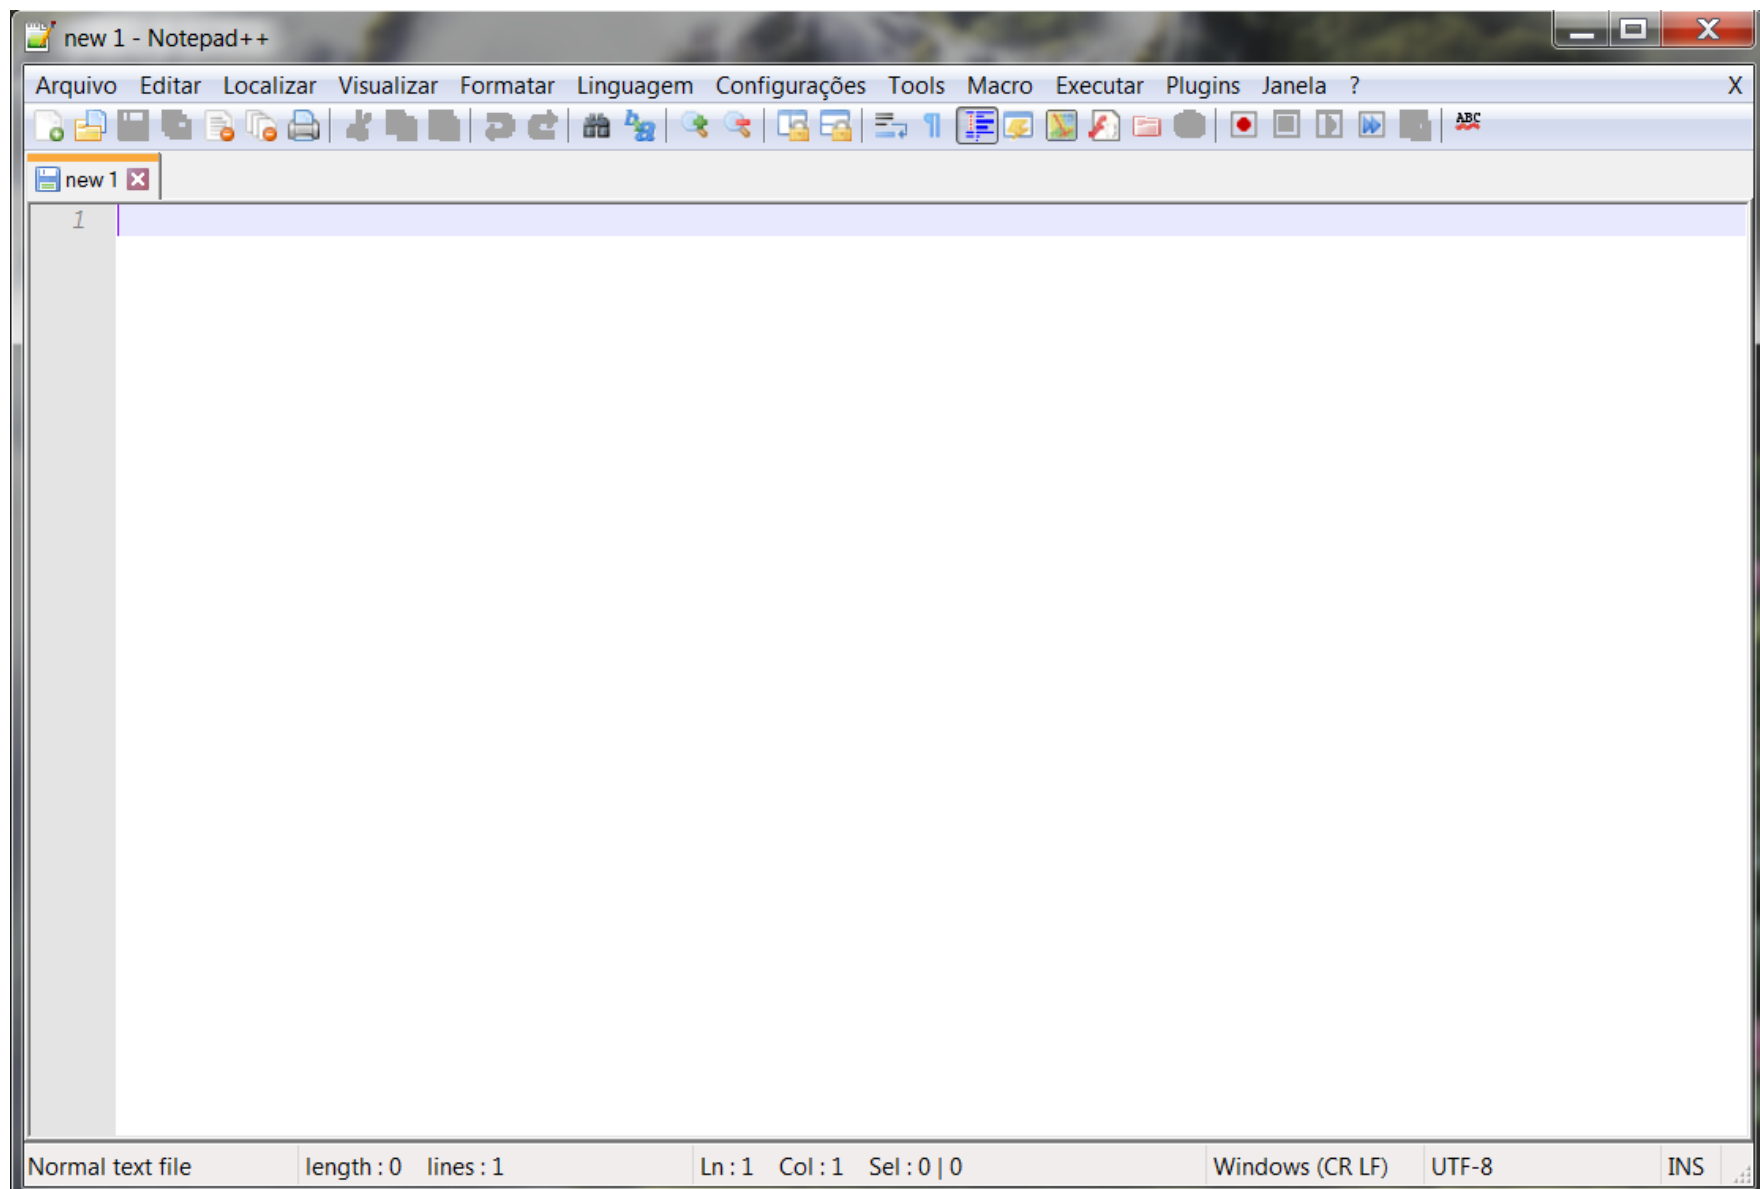 new 1 - Notepad++
Arquivo Editar Localizar Visualizar Formatar Linguagem Configurações Tools Macro Executar Plugins Janela ? X
ABC
new 1
1
Normal text file length : 0 lines : 1 Ln : 1 Col : 1 Sel : 0 | 0 Windows (CR LF) UTF-8 INS